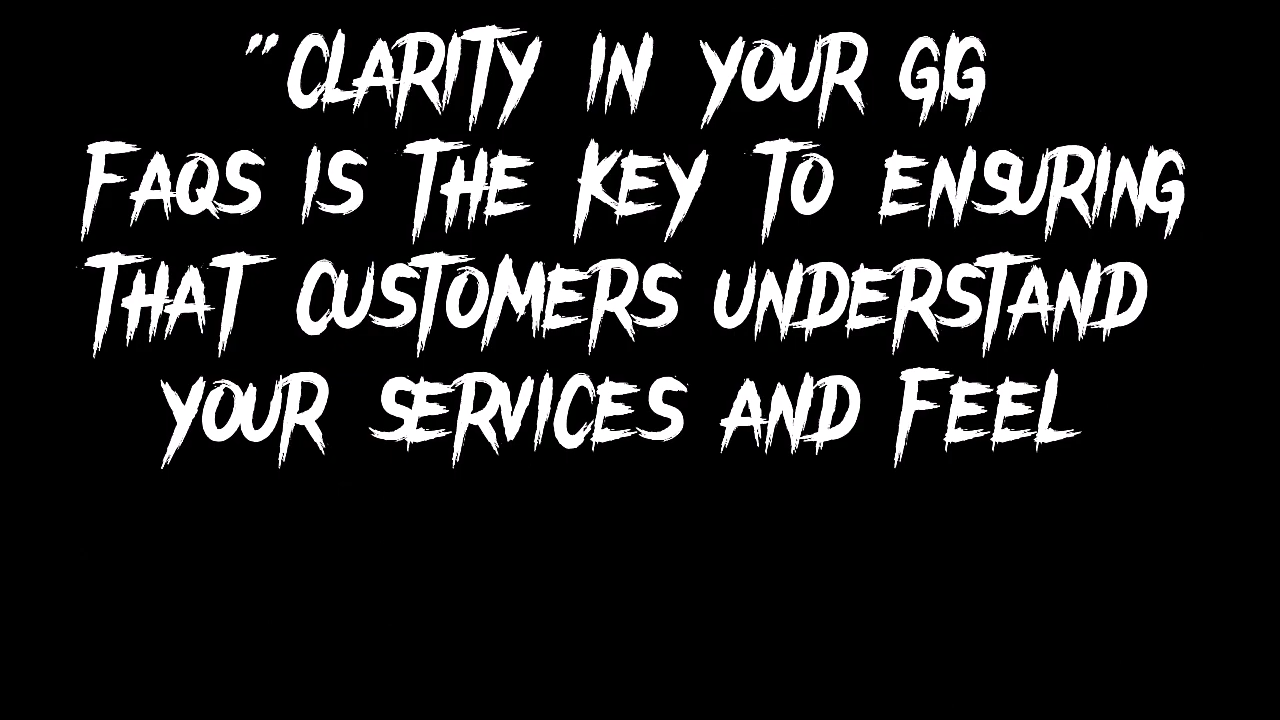 "CLARITY IN YOUR GIG
FAQS IS THE KEY TO ENSURING
THAT CUSTOMERS UNDERSTAND
YOUR SERVICES AND FEEL